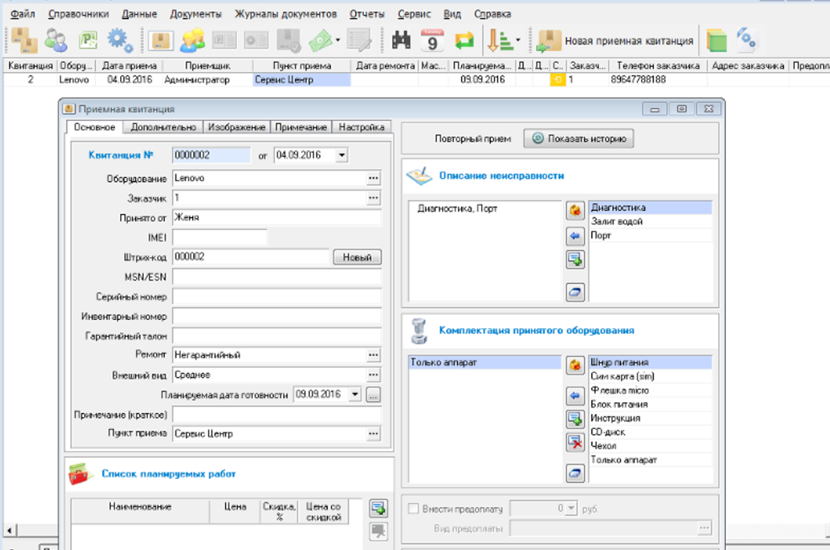 Файл Справочники Данные Документы Журналы документов Отчеты Сервис Вид Справка
9 Новая приемная квитанция
Квитанция Обору... Дата приема Приемщик Пункт приема Дата ремонта Мас... Планируема... Д... Д... С... Заказч... Телефон заказчика Адрес заказчика Предопл
2 Lenovo 04.09.2016 Администратор Сервис Центр 09.09.2016 1 89647788188
Приемная квитанция
Основное Дополнительно Изображение Примечание Настройка
Квитанция № 0000002 от 04.09.2016
Оборудование Lenovo ...
Заказчик 1 ...
Принято от Женя
IMEI
Штрих-код 000002 Новый
MSN/ESN
Серийный номер
Инвентарный номер
Гарантийный талон
Ремонт Негарантийный ...
Внешний вид Среднее ...
Планируемая дата готовности 09.09.2016 ...
Примечание (краткое)
Пункт приема Сервис Центр ...
Список планируемых работ
Наименование Цена Скидка, % Цена со скидкой
Повторный прием Показать историю
Описание неисправности
Диагностика, Порт
Диагностика
Залит водой
Порт
Комплектация принятого оборудования
Только аппарат
Шнур питания
Сим карта (sim)
Флешка micro
Блок питания
Инструкция
CD-диск
Чехол
Только аппарат
Внести предоплату 0 руб.
Вид предоплаты ...